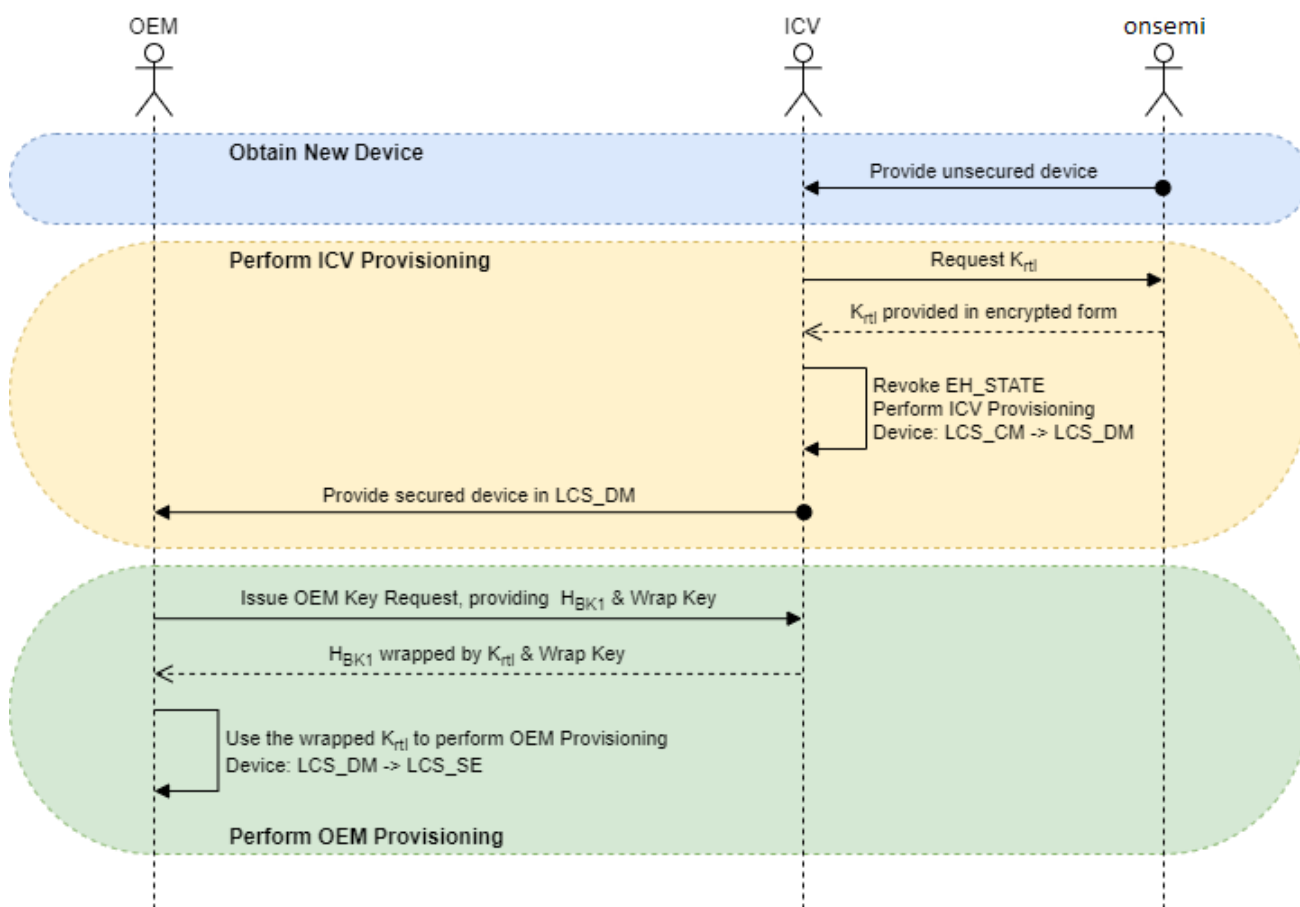 OEM
ICV
onsemi
Obtain New Device
Provide unsecured device
Perform ICV Provisioning
Request Krtl
Krtl provided in encrypted form
Revoke EH_STATE
Perform ICV Provisioning
Device: LCS_CM -> LCS_DM
Provide secured device in LCS_DM
Issue OEM Key Request, providing HBK1 & Wrap Key
HBK1 wrapped by Krtl & Wrap Key
Use the wrapped Krtl to perform OEM Provisioning
Device: LCS_DM -> LCS_SE
Perform OEM Provisioning